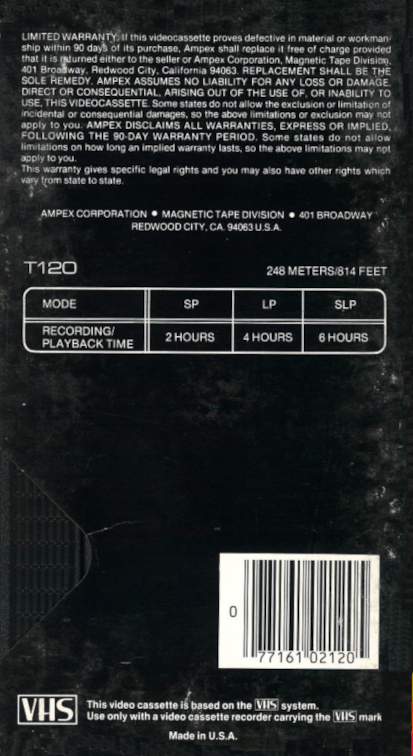 LIMITED WARRANTY: If this videocassette proves defective in material or workman-
ship within 90 days of its purchase, Ampex shall replace it free of charge provided
that it is returned either to the seller or Ampex Corporation, Magnetic Tape Division,
401 Broadway, Redwood City, California 94063. REPLACEMENT SHALL BE THE
SOLE REMEDY. AMPEX ASSUMES NO LIABILITY FOR ANY LOSS OR DAMAGE,
DIRECT OR CONSEQUENTIAL, ARISING OUT OF THE USE OF, OR INABILITY TO
USE, THIS VIDEOCASSETTE. Some states do not allow the exclusion or limitation of
incidental or consequential damages, so the above limitations or exclusion may not
apply to you. AMPEX DISCLAIMS ALL WARRANTIES, EXPRESS OR IMPLIED,
FOLLOWING THE 90-DAY WARRANTY PERIOD. Some states do not allow
limitations on how long an implied warranty lasts, so the above limitations may not
apply to you.
This warranty gives specific legal rights and you may also have other rights which
vary from state to state.
AMPEX CORPORATION ● MAGNETIC TAPE DIVISION ● 401 BROADWAY
REDWOOD CITY, CA. 94063 U.S.A.
T120 248 METERS/814 FEET
MODE SP LP SLP
RECORDING/
PLAYBACK TIME 2 HOURS 4 HOURS 6 HOURS
0 77161 02120
VHS This video cassette is based on the VHS system.
Use only with a video cassette recorder carrying the VHS mark
Made in U.S.A.